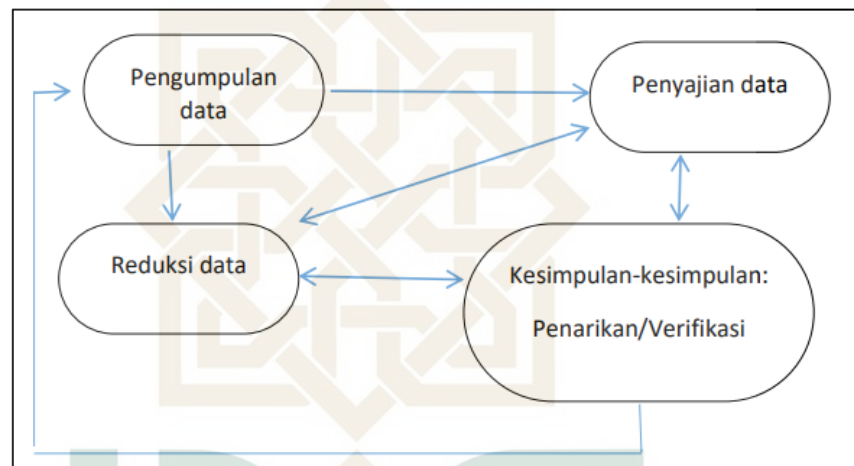 Pengumpulan
data
Penyajian data
Reduksi data
Kesimpulan-kesimpulan:
Penarikan/Verifikasi